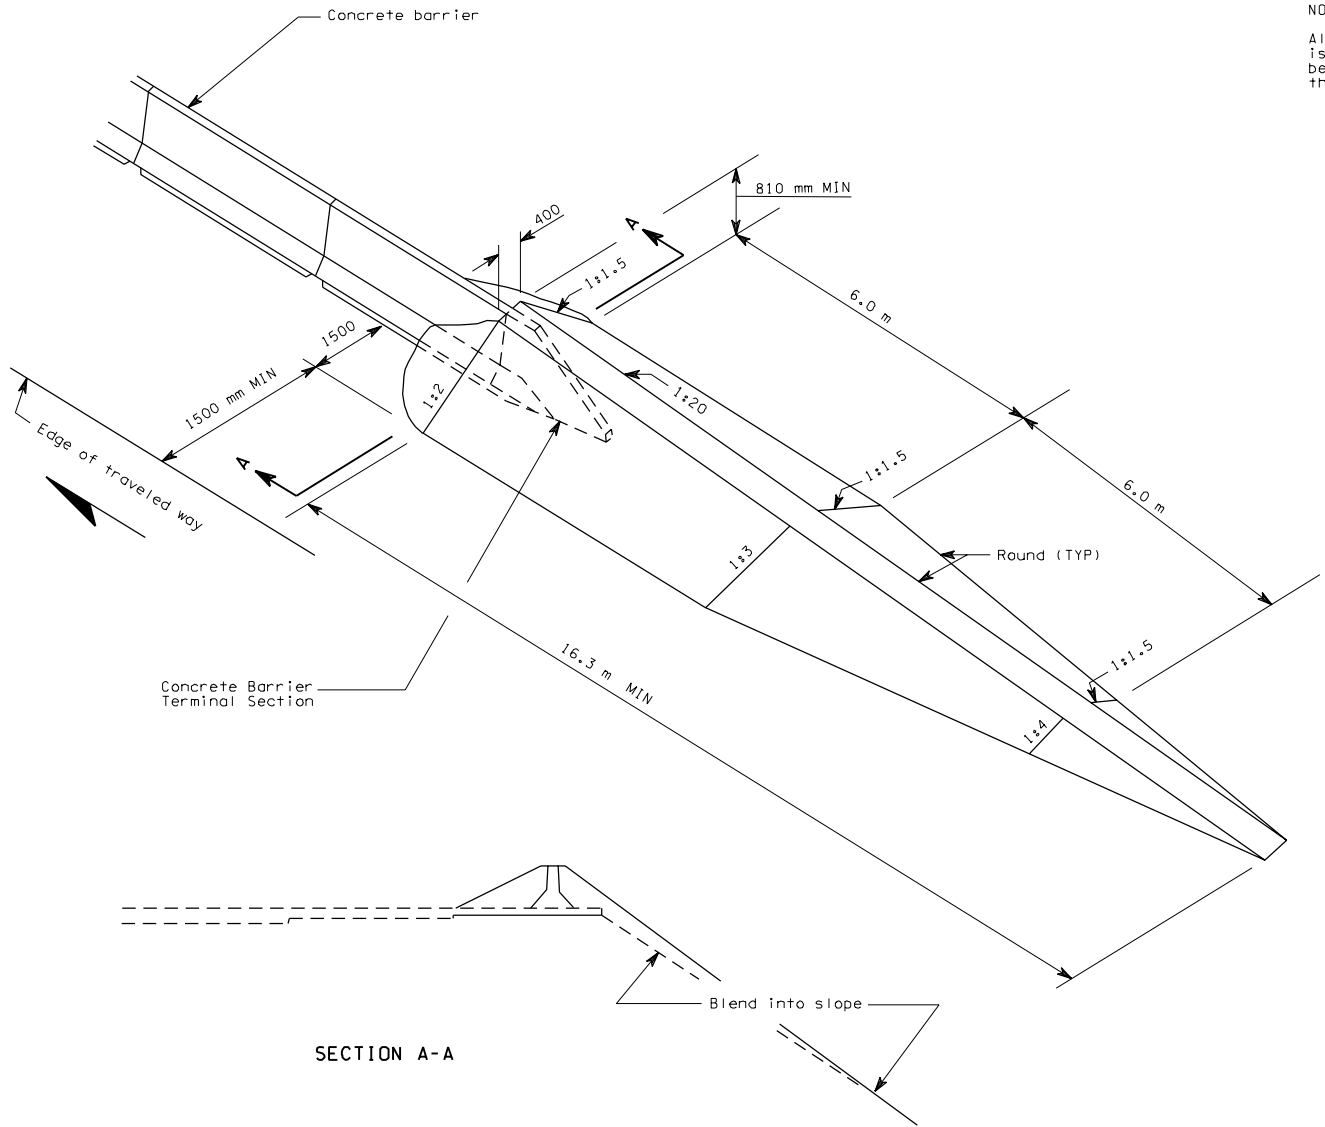 Concrete barrier
NO
Al
is
be
th
810 mm MIN
400
A
1:1.5
6.0 m
1500
1500 mm MIN
1:2
1:20
Edge of traveled way
A
1:1.5
6.0 m
1:3
Round (TYP)
16.3 m MIN
1:1.5
Concrete Barrier
Terminal Section
1:4
Blend into slope
SECTION A-A